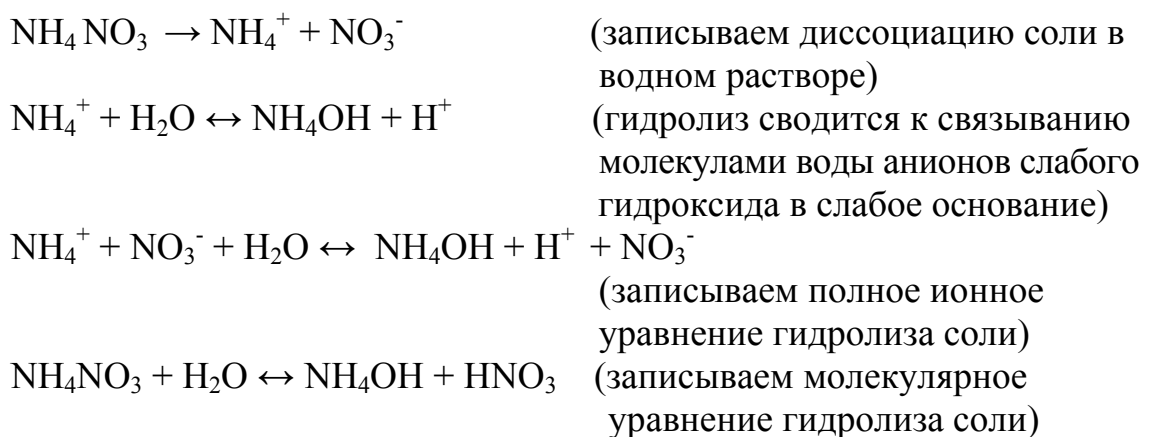 NH₄ NO₃ → NH₄⁺ + NO₃⁻ (записываем диссоциацию соли в
водном растворе)
NH₄⁺ + H₂O ↔ NH₄OH + H⁺ (гидролиз сводится к связыванию
молекулами воды анионов слабого
гидроксида в слабое основание)
NH₄⁺ + NO₃⁻ + H₂O ↔ NH₄OH + H⁺ + NO₃⁻
(записываем полное ионное
уравнение гидролиза соли)
NH₄NO₃ + H₂O ↔ NH₄OH + HNO₃ (записываем молекулярное
уравнение гидролиза соли)